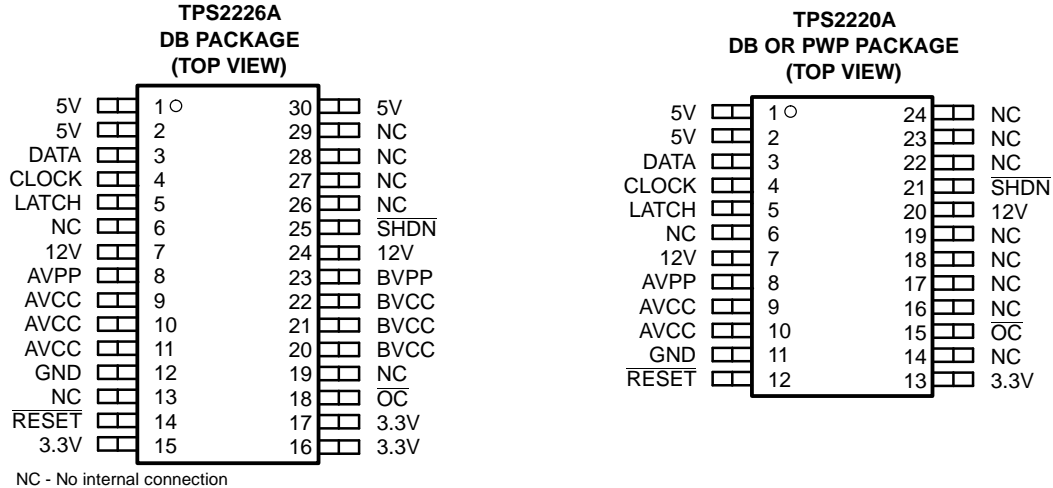 TPS2226A
DB PACKAGE
(TOP VIEW)
5V 1 30 5V
5V 2 29 NC
DATA 3 28 NC
CLOCK 4 27 NC
LATCH 5 26 NC
NC 6 25 S̅H̅D̅N̅
12V 7 24 12V
AVPP 8 23 BVPP
AVCC 9 22 BVCC
AVCC 10 21 BVCC
AVCC 11 20 BVCC
GND 12 19 NC
NC 13 18 O̅C̅
R̅E̅S̅E̅T̅ 14 17 3.3V
3.3V 15 16 3.3V
NC - No internal connection
TPS2220A
DB OR PWP PACKAGE
(TOP VIEW)
5V 1 24 NC
5V 2 23 NC
DATA 3 22 NC
CLOCK 4 21 S̅H̅D̅N̅
LATCH 5 20 12V
NC 6 19 NC
12V 7 18 NC
AVPP 8 17 NC
AVCC 9 16 NC
AVCC 10 15 O̅C̅
GND 11 14 NC
R̅E̅S̅E̅T̅ 12 13 3.3V